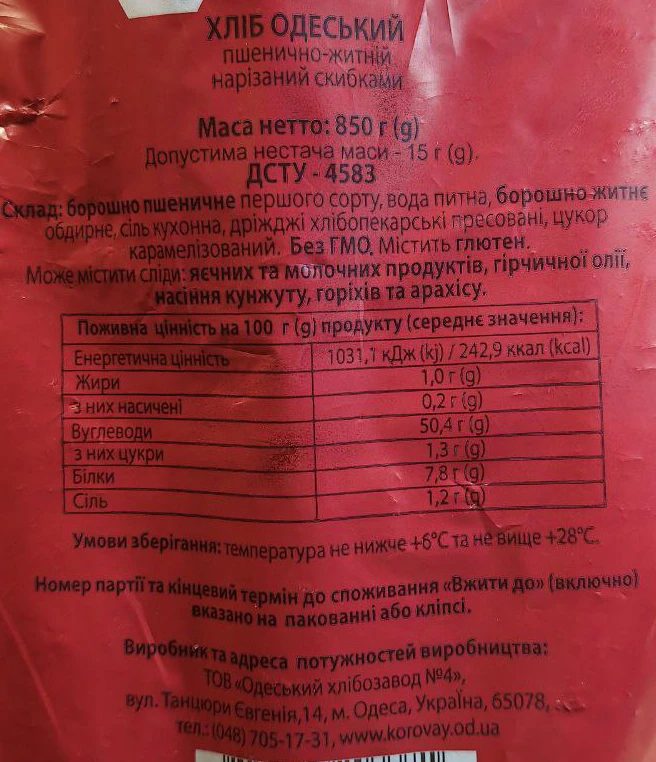 ХЛІБ ОДЕСЬКИЙ
пшенично-житній
нарізаний скибками
Маса нетто: 850 г (g)
Допустима нестача маси - 15 г (g).
ДСТУ - 4583
Склад: борошно пшеничне першого сорту, вода питна, борошно житнє
обдирне, сіль кухонна, дріжджі хлібопекарські пресовані, цукор
карамелізований. Без ГМО. Містить глютен.
Може містити сліди: яєчних та молочних продуктів, гірчичної олії,
насіння кунжуту, горіхів та арахісу.
Поживна цінність на 100 г (g) продукту (середнє значення):
Енергетична цінність 1031,1 кДж (kj) / 242,9 ккал (kcal)
Жири 1,0 г (g)
з них насичені 0,2 г (g)
Вуглеводи 50,4 г (g)
з них цукри 1,3 г (g)
Білки 7,8 г (g)
Сіль 1,2 г (g)
Умови зберігання: температура не нижче +6°С та не вище +28°С.
Номер партії та кінцевий термін до споживання «Вжити до» (включно)
вказано на пакованні або кліпсі.
Виробник та адреса потужностей виробництва:
ТОВ «Одеський хлібозавод №4»,
вул. Танцюри Євгенія,14, м. Одеса, Україна, 65078,
тел.: (048) 705-17-31, www.korovay.od.ua